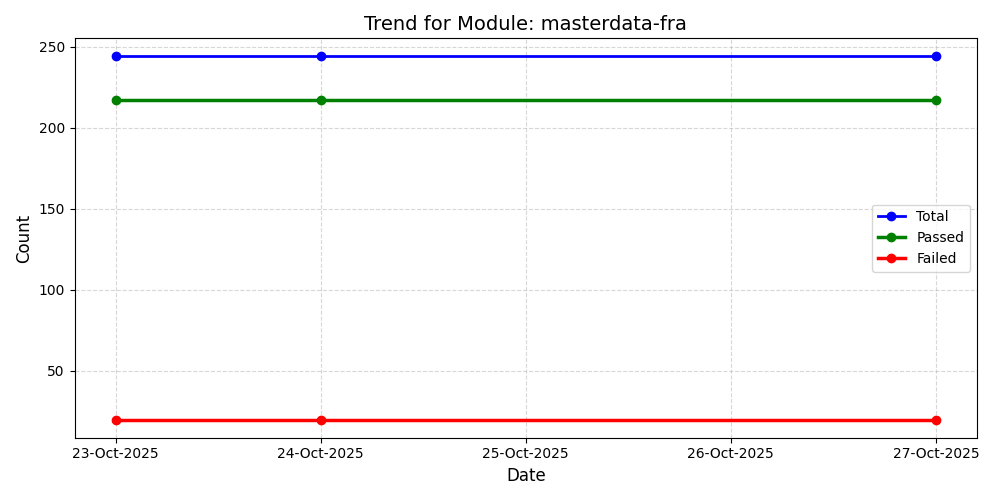 Trend for Module: masterdata-fra
250
200
150
100
50
Count
Total
Passed
Failed
23-Oct-2025
24-Oct-2025
25-Oct-2025
26-Oct-2025
27-Oct-2025
Date